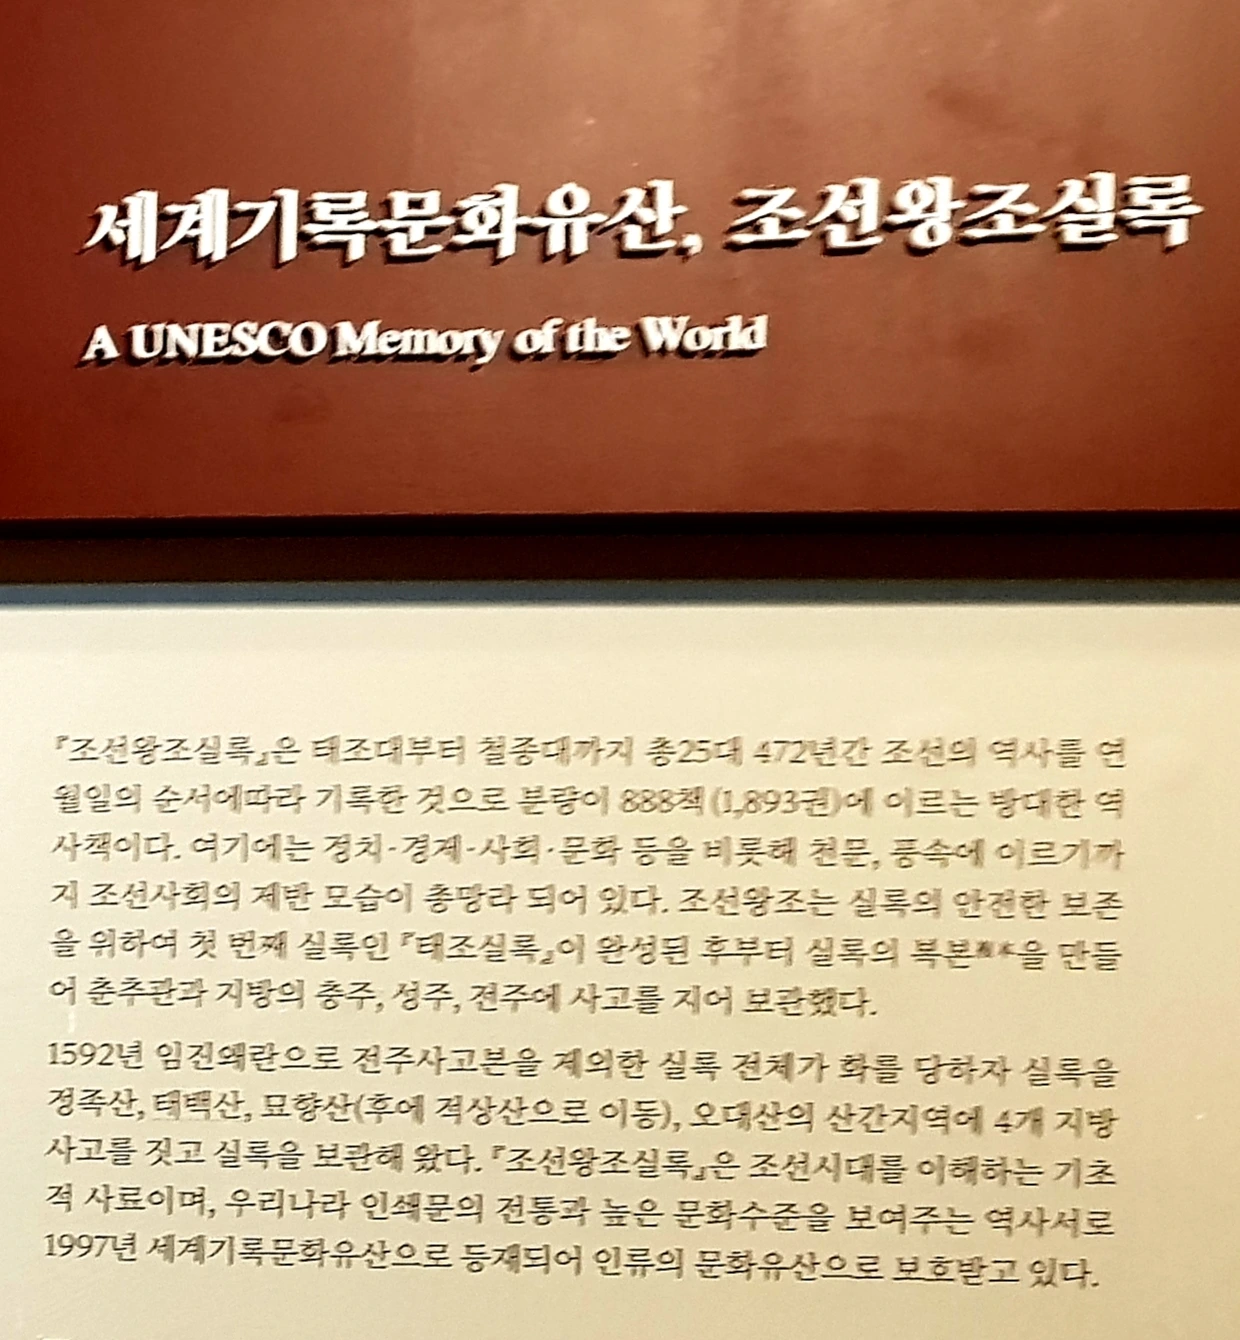 세계기록문화유산, 조선왕조실록
A UNESCO Memory of the World
『조선왕조실록』은 태조대부터 철종대까지 총25대 472년간 조선의 역사를 연
월일의 순서에따라 기록한 것으로 분량이 888책(1,893권)에 이르는 방대한 역
사책이다. 여기에는 정치·경제·사회·문화 등을 비롯해 천문, 풍속에 이르기까
지 조선사회의 제반 모습이 총망라 되어 있다. 조선왕조는 실록의 안전한 보존
을 위하여 첫 번째 실록인 『태조실록』이 완성된 후부터 실록의 복본을 만들
어 춘추관과 지방의 충주, 성주, 전주에 사고를 지어 보관했다.
1592년 임진왜란으로 전주사고본을 제외한 실록 전체가 화를 당하자 실록을
정족산, 태백산, 묘향산(후에 적상산으로 이동), 오대산의 산간지역에 4개 지방
사고를 짓고 실록을 보관해 왔다. 『조선왕조실록』은 조선시대를 이해하는 기초
적 사료이며, 우리나라 인쇄문의 전통과 높은 문화수준을 보여주는 역사서로
1997년 세계기록문화유산으로 등재되어 인류의 문화유산으로 보호받고 있다.